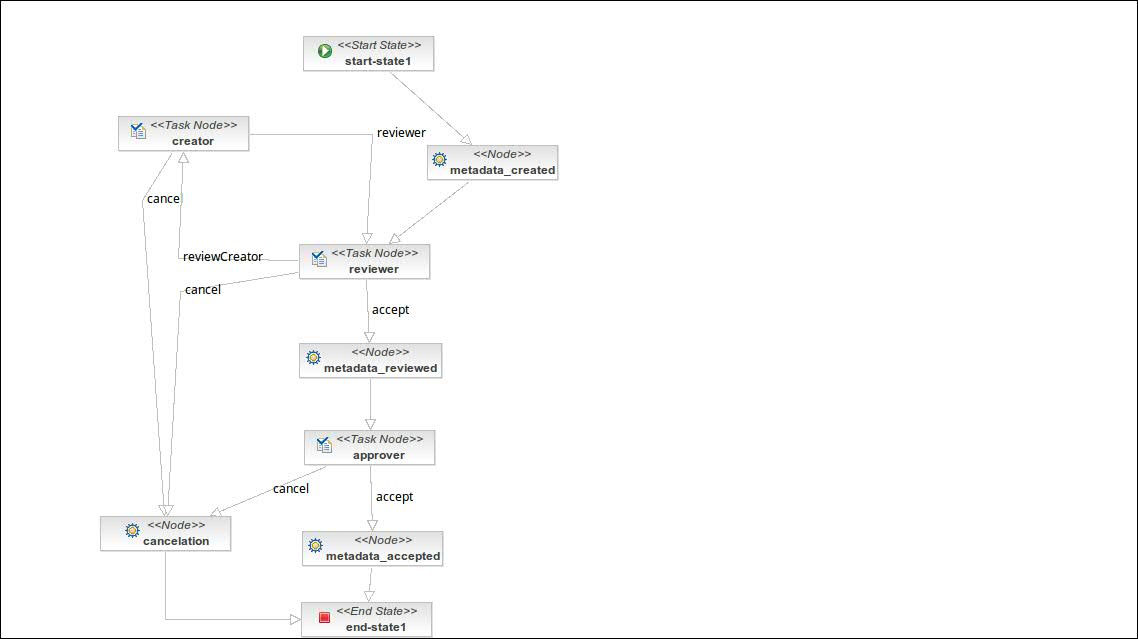 <<Start State>>
start-state1
<<Task Node>>
creator
reviewer
<<Node>>
metadata_created
cancel
<<Task Node>>
reviewer
reviewCreator
cancel
accept
<<Node>>
metadata_reviewed
<<Task Node>>
approver
cancel
accept
<<Node>>
cancelation
<<Node>>
metadata_accepted
<<End State>>
end-state1